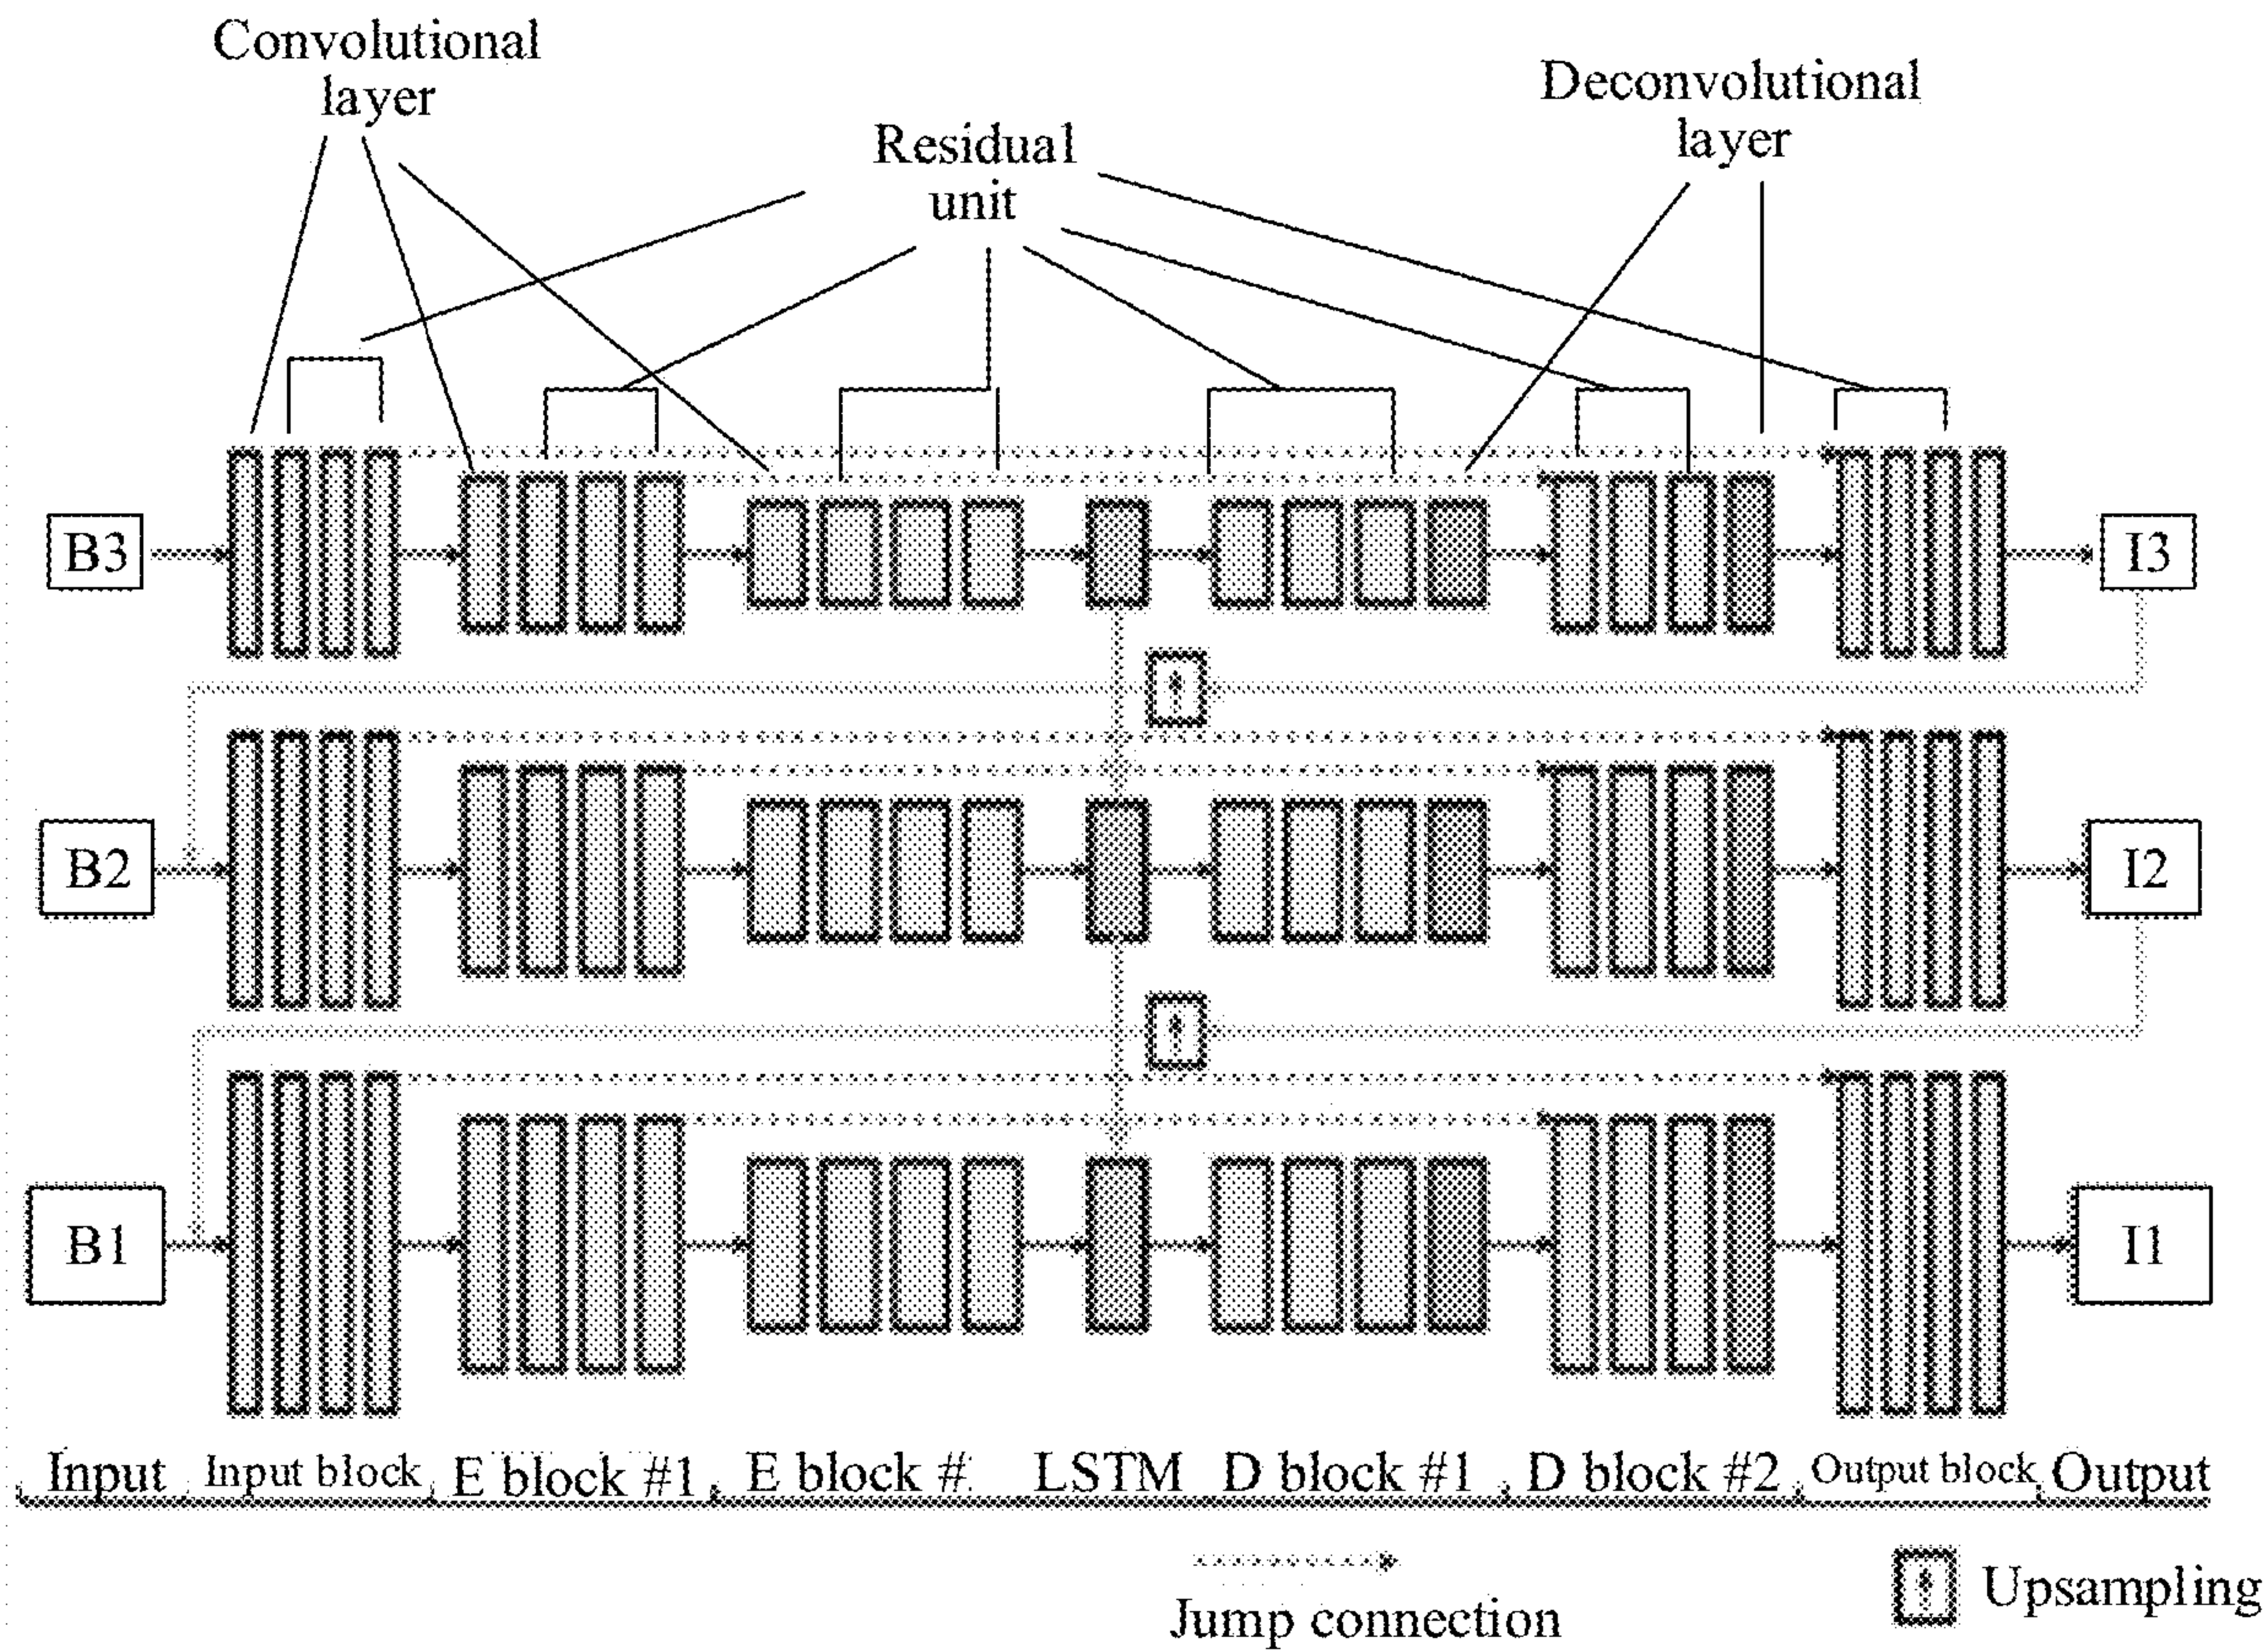 Convolutional
layer
Deconvolutional
layer
Residual
unit
B3
I3
B2
I2
B1
I1
Input Input block E block #1 E block # LSTM D block #1 D block #2 Output block Output
Jump connection
Upsampling